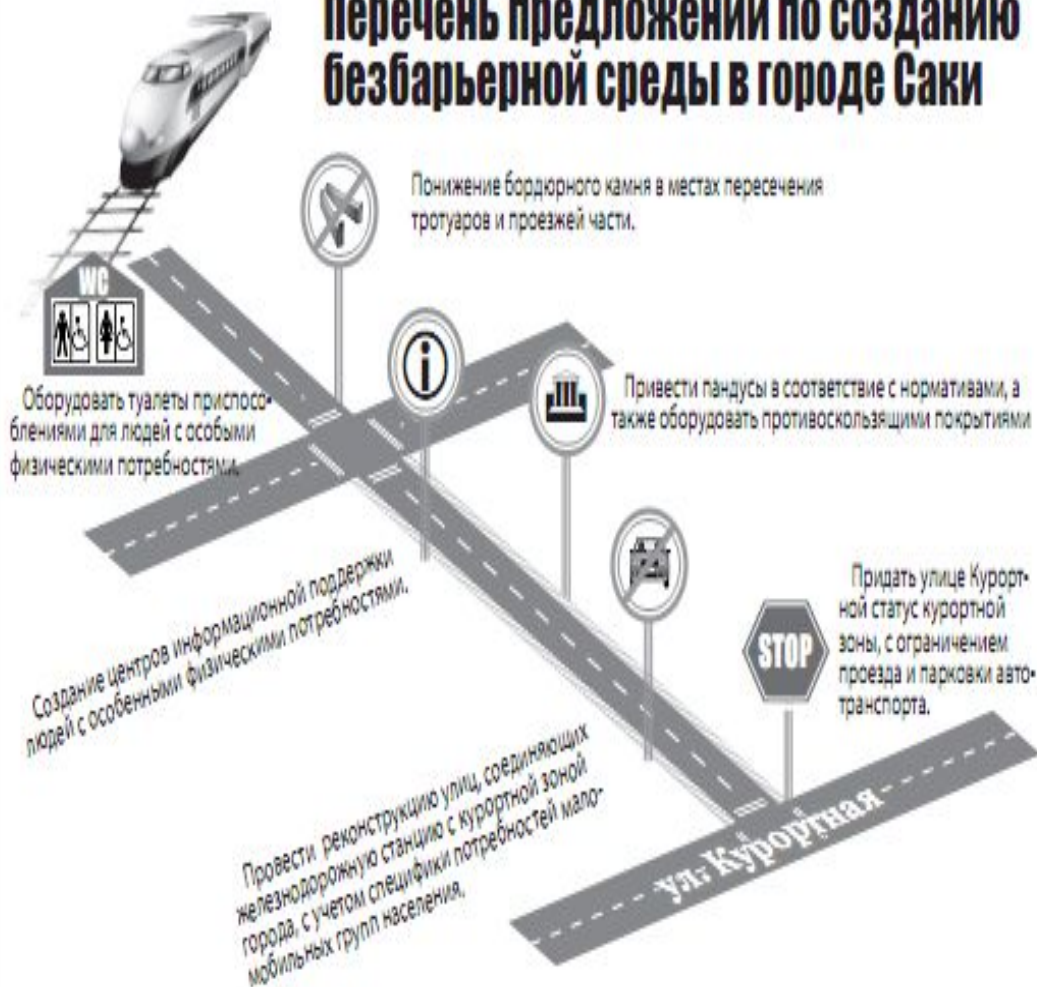 Перечень предложений по созданию
безбарьерной среды в городе Саки
Понижение бордюрного камня в местах пересечения
тротуаров и проезжей части.
WC
Оборудовать туалеты приспосо-
блениями для людей с особыми
физическими потребностями.
i
Привести пандусы в соответствие с нормативами, а
также оборудовать противоскользящими покрытиями
Создание центров информационной поддержки
людей с особенными физическими потребностями.
Придать улице Курорт-
ной статус курортной
зоны, с ограничением
проезда и парковки авто-
транспорта.
STOP
Провести реконструкцию улиц, соединяющих
железнодорожную станцию с курортной зоной
города, с учетом специфики потребностей мало-
мобильных групп населения.
ул. Курортная